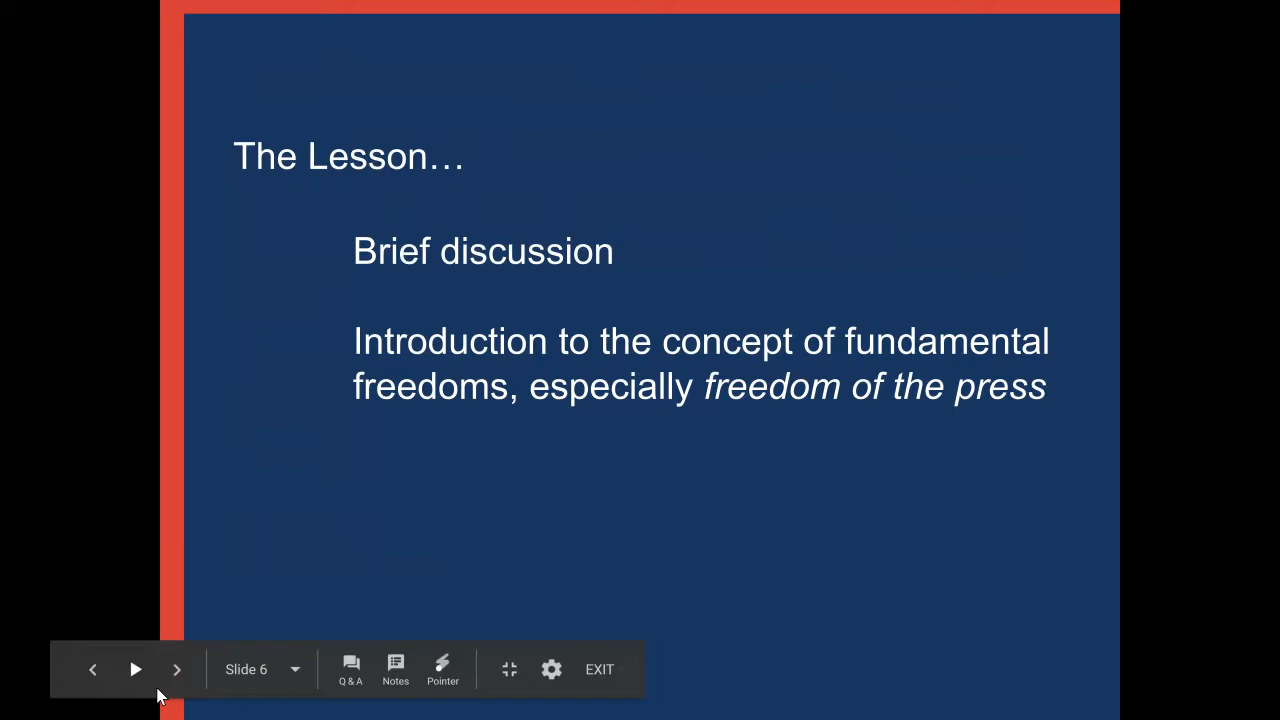 The Lesson…
Brief discussion
Introduction to the concept of fundamental
freedoms, especially freedom of the press
Slide 6
Q & A
Notes
Pointer
EXIT